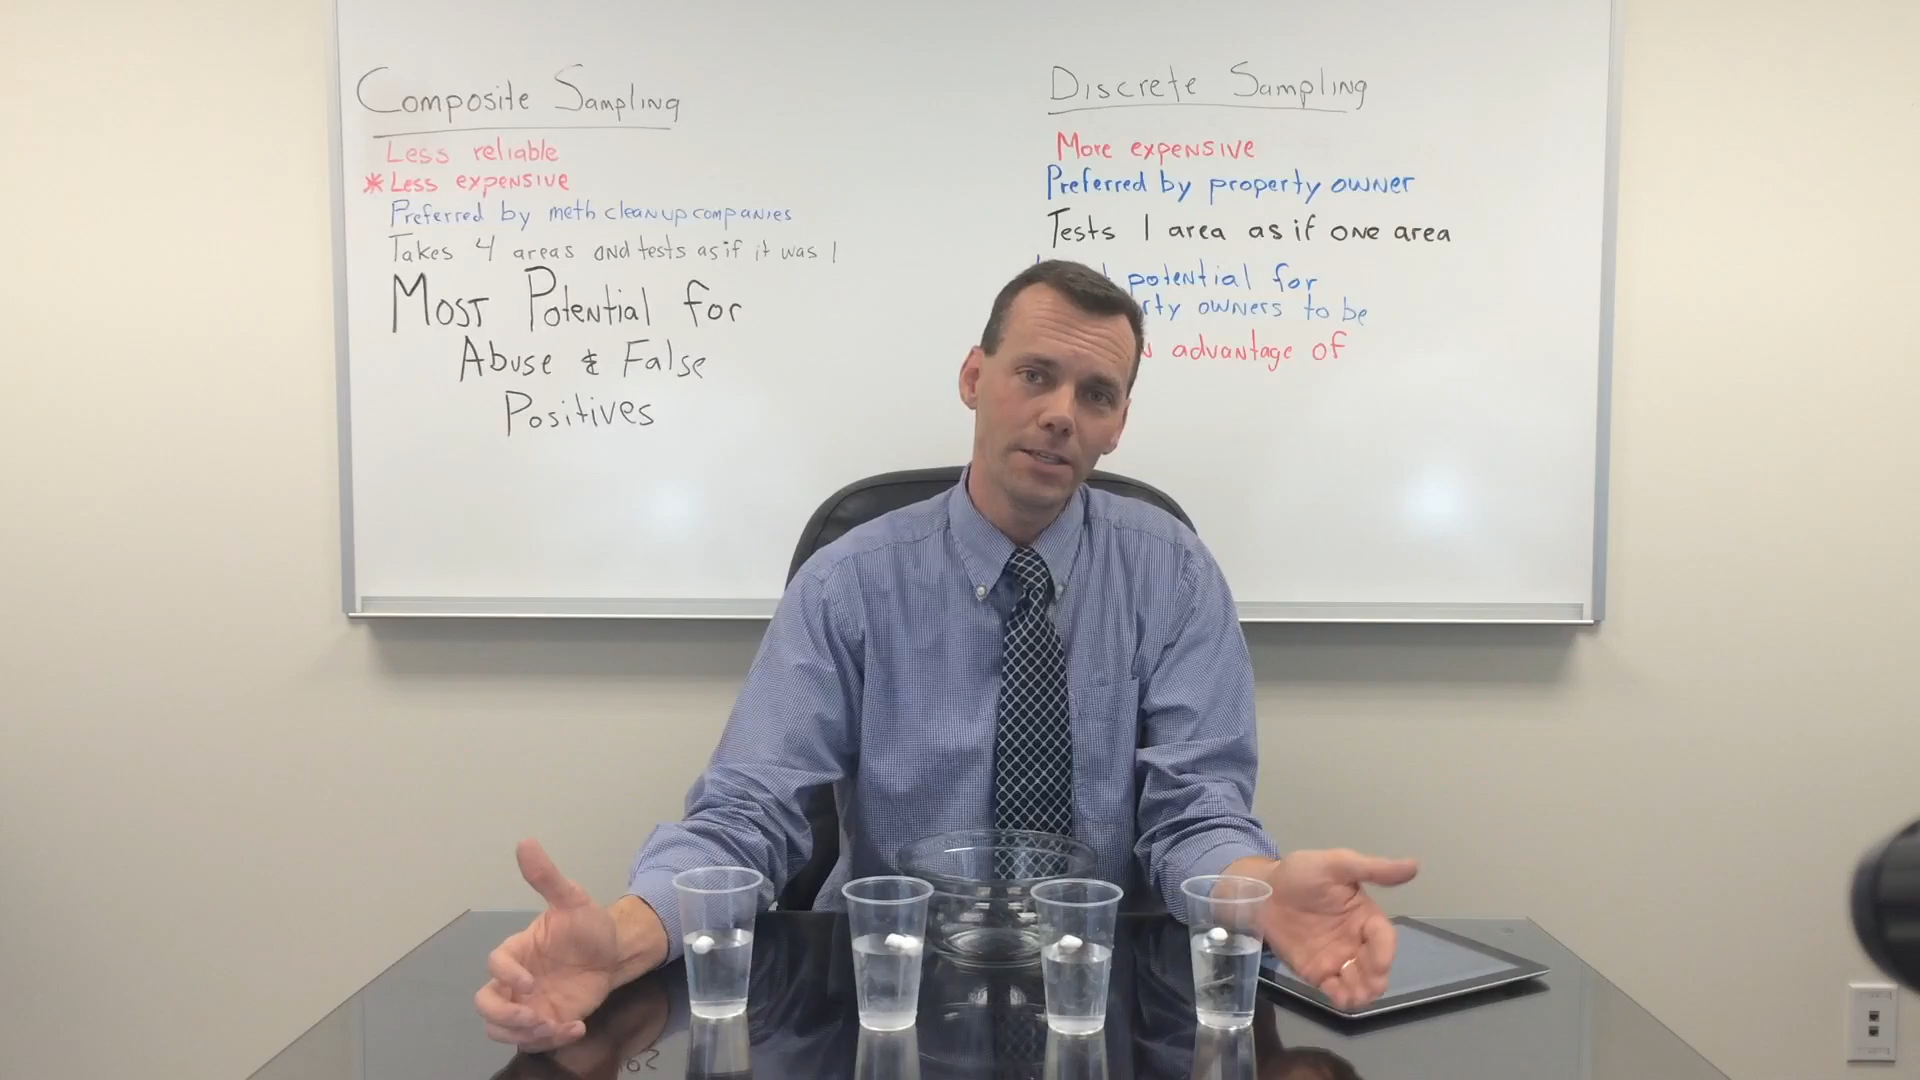 Composite Sampling
Less reliable
* Less expensive
Preferred by meth cleanup companies
Takes 4 areas and tests as if it was 1
Most Potential for
Abuse & False
Positives
Discrete Sampling
More expensive
Preferred by property owner
Tests 1 area as if one area
potential for
owners to be
advantage of